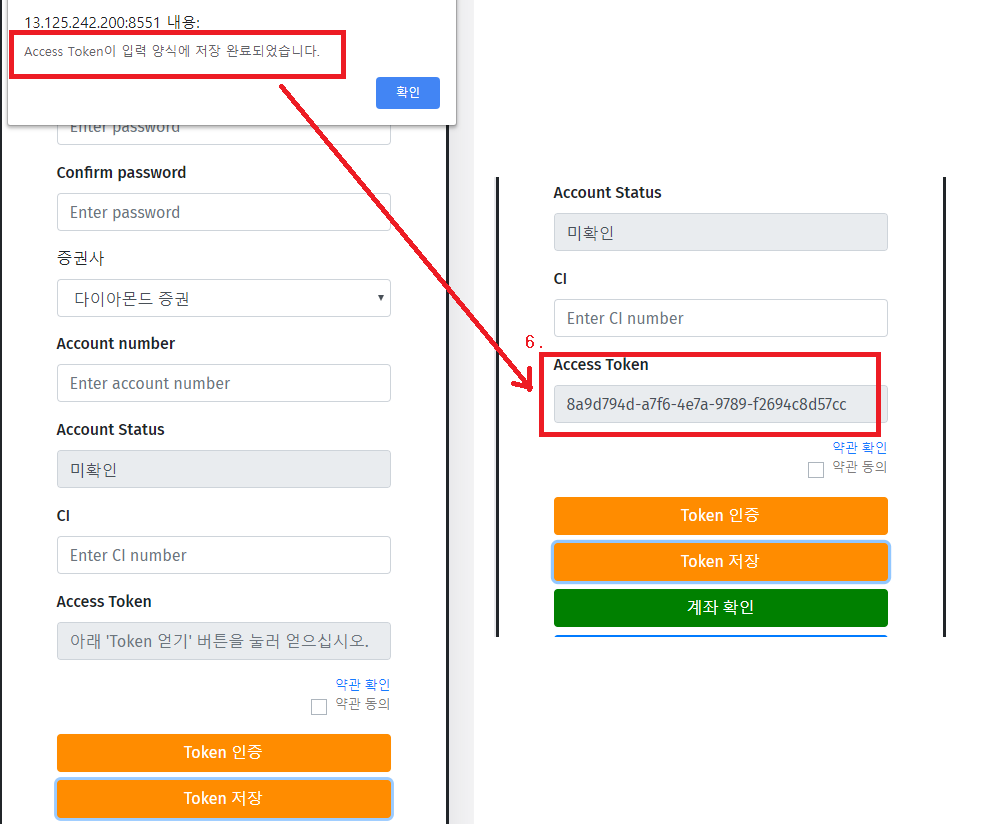 13.125.242.200:8551 내용:
Access Token이 입력 양식에 저장 완료되었습니다.
확인
Enter password
Confirm password
Enter password
증권사
다이아몬드 증권
Account number
Enter account number
Account Status
미확인
CI
Enter CI number
Access Token
아래 'Token 얻기' 버튼을 눌러 얻으십시오.
약관 확인
약관 동의
Token 인증
Token 저장
Account Status
미확인
CI
Enter CI number
6.
Access Token
8a9d794d-a7f6-4e7a-9789-f2694c8d57cc
약관 확인
약관 동의
Token 인증
Token 저장
계좌 확인